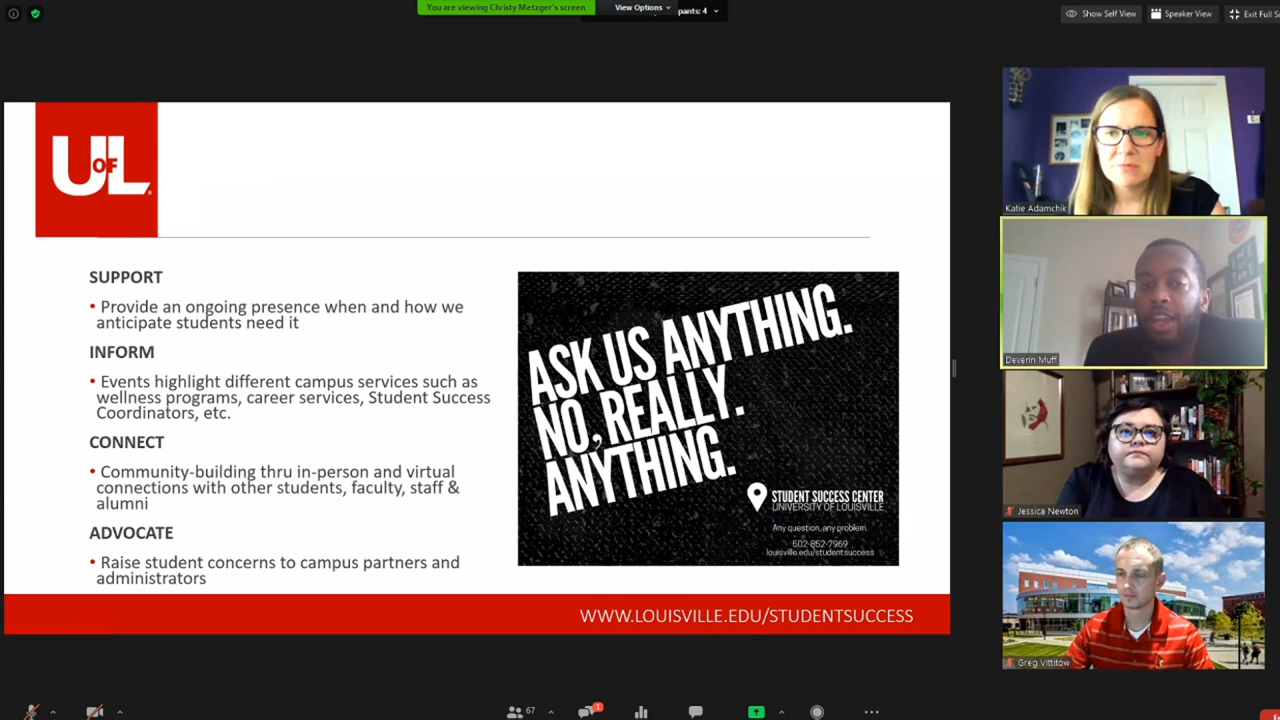 You are viewing Christy Metzger's screen
View Options
pants: 4
Show Self View
Speaker View
Exit Full
UOFL
SUPPORT
• Provide an ongoing presence when and how we
anticipate students need it
INFORM
• Events highlight different campus services such as
wellness programs, career services, Student Success
Coordinators, etc.
CONNECT
• Community-building thru in-person and virtual
connections with other students, faculty, staff &
alumni
ADVOCATE
• Raise student concerns to campus partners and
administrators
ASK US ANYTHING.
NO, REALLY.
ANYTHING.
STUDENT SUCCESS CENTER
UNIVERSITY OF LOUISVILLE
Any question, any problem.
502-852-7969
louisville.edu/studentsuccess
WWW.LOUISVILLE.EDU/STUDENTSUCCESS
Katie Adamchik
Deverin Muff
Jessica Newton
Greg Vittitow
67
1